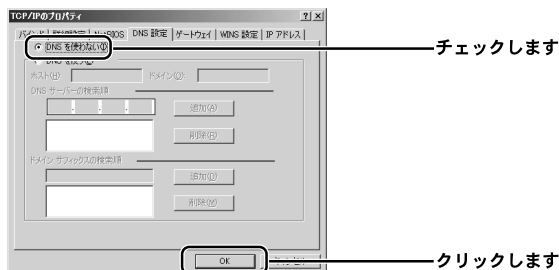 TCP/IPのプロパティ
DNS 設定 | ゲートウェイ | WINS 設定 | IP アドレス
DNS を使わない(I)
チェックします
ホスト(H): ドメイン(O):
DNS サーバーの検索順
追加(A)
削除(R)
ドメイン サフィックスの検索順
追加(D)
削除(M)
OK
クリックします